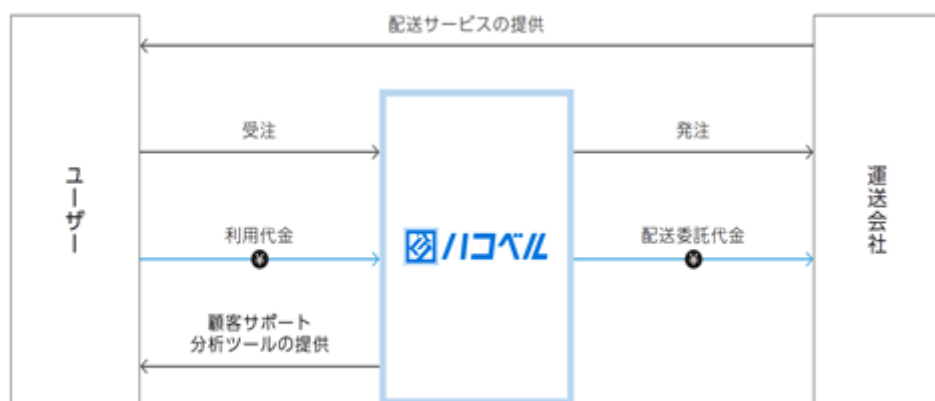 配送サービスの提供
受注
発注
ユーザー
運送会社
利用代金
ハコベル
配送委託代金
¥
¥
顧客サポート
分析ツールの提供